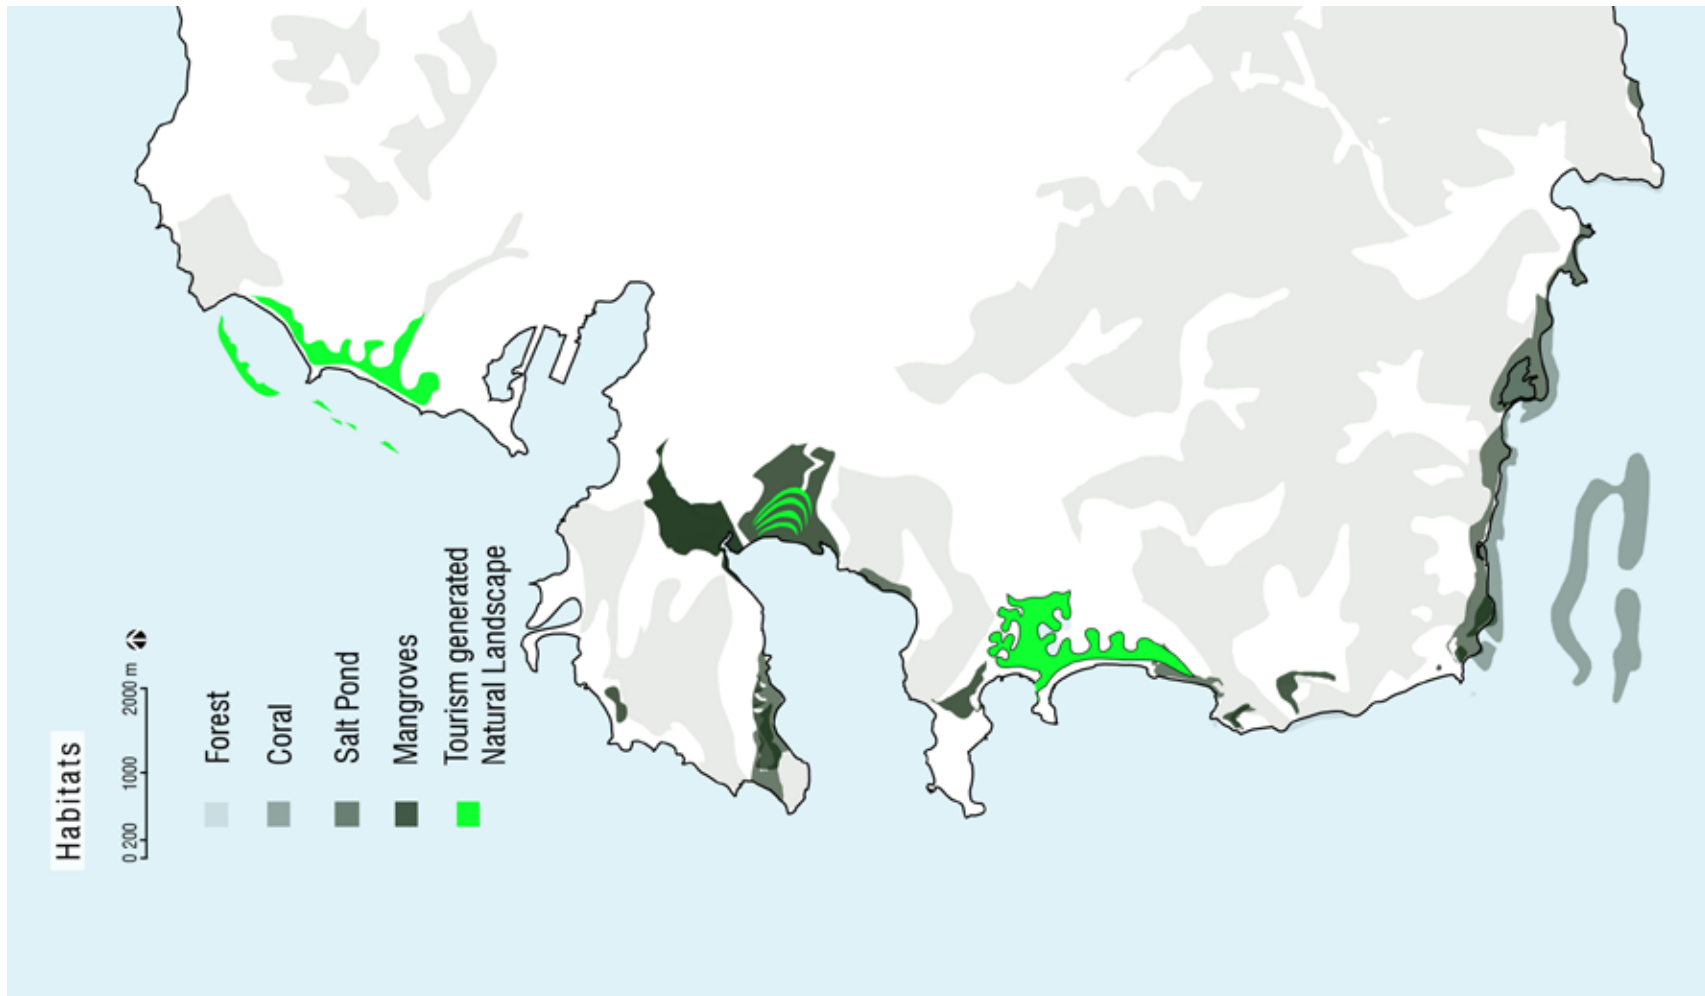 Habitats
0 200 1000 2000 m
Forest
Coral
Salt Pond
Mangroves
Tourism generated
Natural Landscape